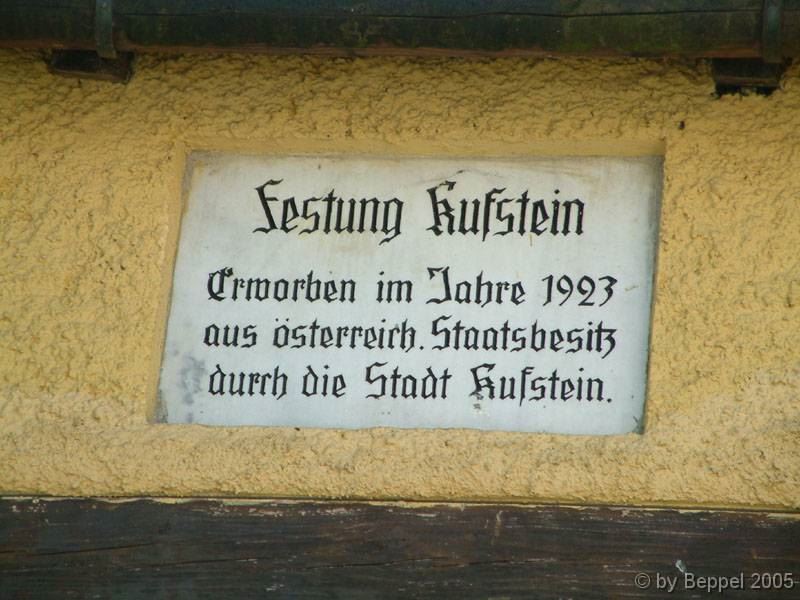 Festung Kufstein
Erworben im Jahre 1923
aus österreich. Staatsbesitz
durch die Stadt Kufstein.
© by Beppel 2005